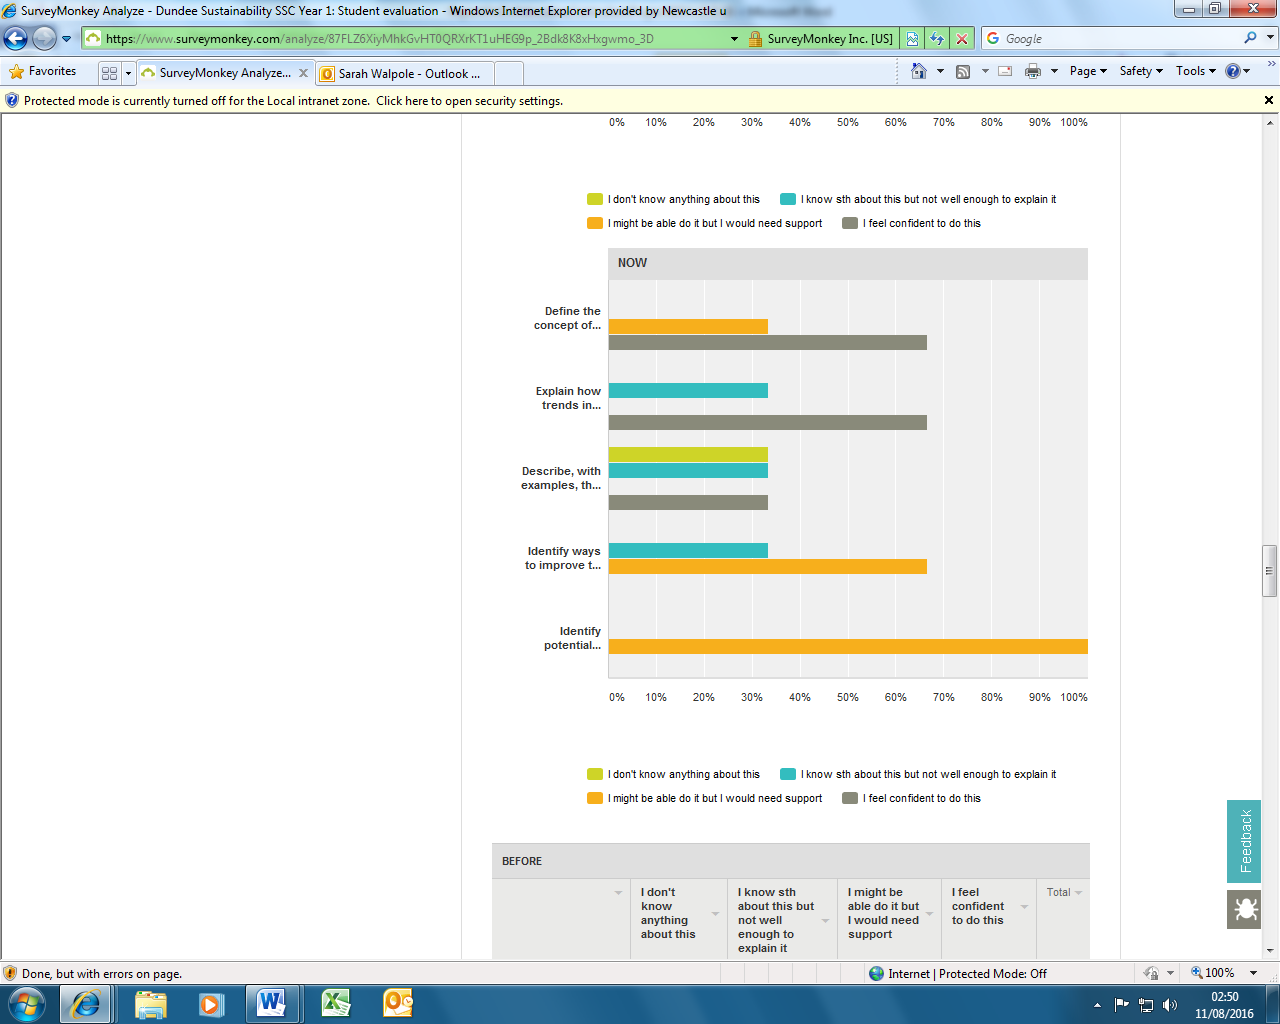 SurveyMonkey Analyze - Dundee Sustainability SSC Year 1: Student evaluation - Windows Internet Explorer provided by Newcastle u
https://www.surveymonkey.com/analyze/87FLZ6XiyMhkGvHT0QRXrKT1uHEG9p_2Bdk8K8xHxgwmo_3D
SurveyMonkey Inc. [US]
Google
Favorites
SurveyMonkey Analyze...
Sarah Walpole - Outlook ...
Page
Safety
Tools
Protected mode is currently turned off for the Local intranet zone. Click here to open security settings.
0% 10% 20% 30% 40% 50% 60% 70% 80% 90% 100%
I don't know anything about this I know sth about this but not well enough to explain it
I might be able do it but I would need support I feel confident to do this
NOW
Define the
concept of...
Explain how
trends in...
Describe, with
examples, th...
Identify ways
to improve t...
Identify
potential...
0% 10% 20% 30% 40% 50% 60% 70% 80% 90% 100%
I don't know anything about this I know sth about this but not well enough to explain it
I might be able do it but I would need support I feel confident to do this
Feedback
BEFORE
I don't
know
anything
about this
I know sth
about this but
not well
enough to
explain it
I might be
able do it but
I would need
support
I feel
confident
to do this
Total
Done, but with errors on page.
Internet | Protected Mode: Off
100%
02:50
11/08/2016